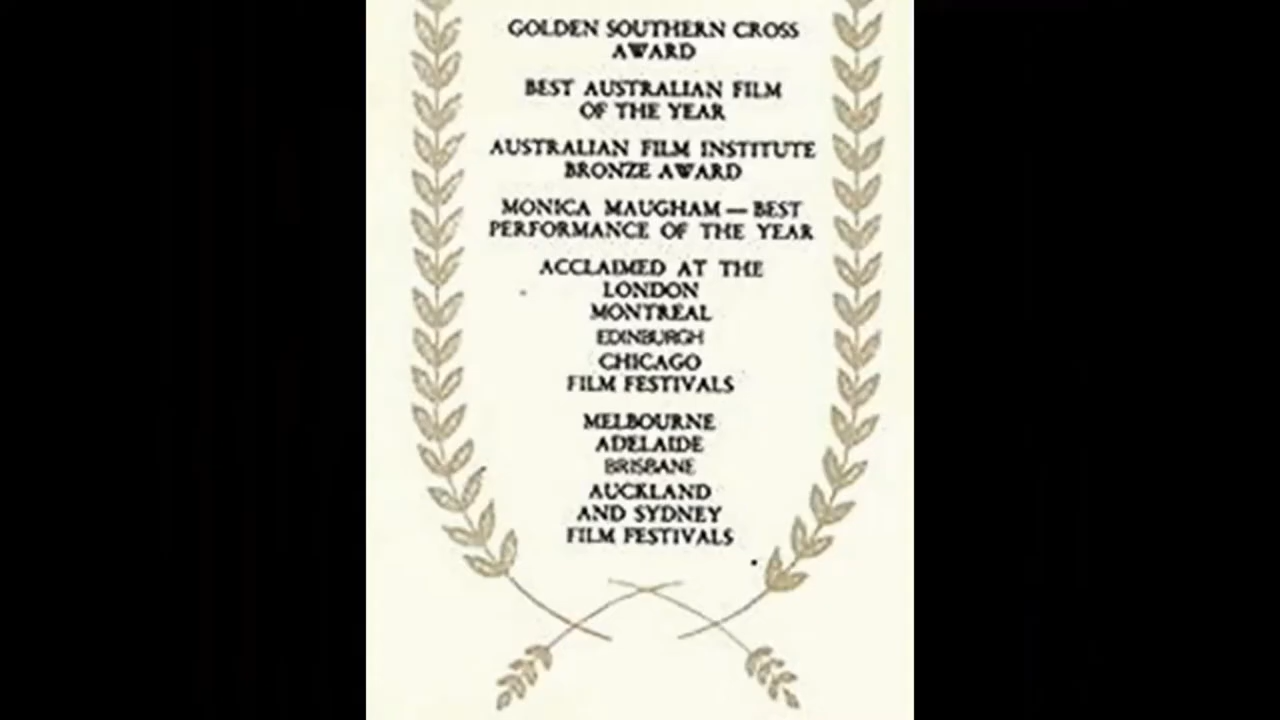 GOLDEN SOUTHERN CROSS
AWARD
BEST AUSTRALIAN FILM
OF THE YEAR
AUSTRALIAN FILM INSTITUTE
BRONZE AWARD
MONICA MAUGHAM — BEST
PERFORMANCE OF THE YEAR
ACCLAIMED AT THE
LONDON
MONTREAL
EDINBURGH
CHICAGO
FILM FESTIVALS
MELBOURNE
ADELAIDE
BRISBANE
AUCKLAND
AND SYDNEY
FILM FESTIVALS